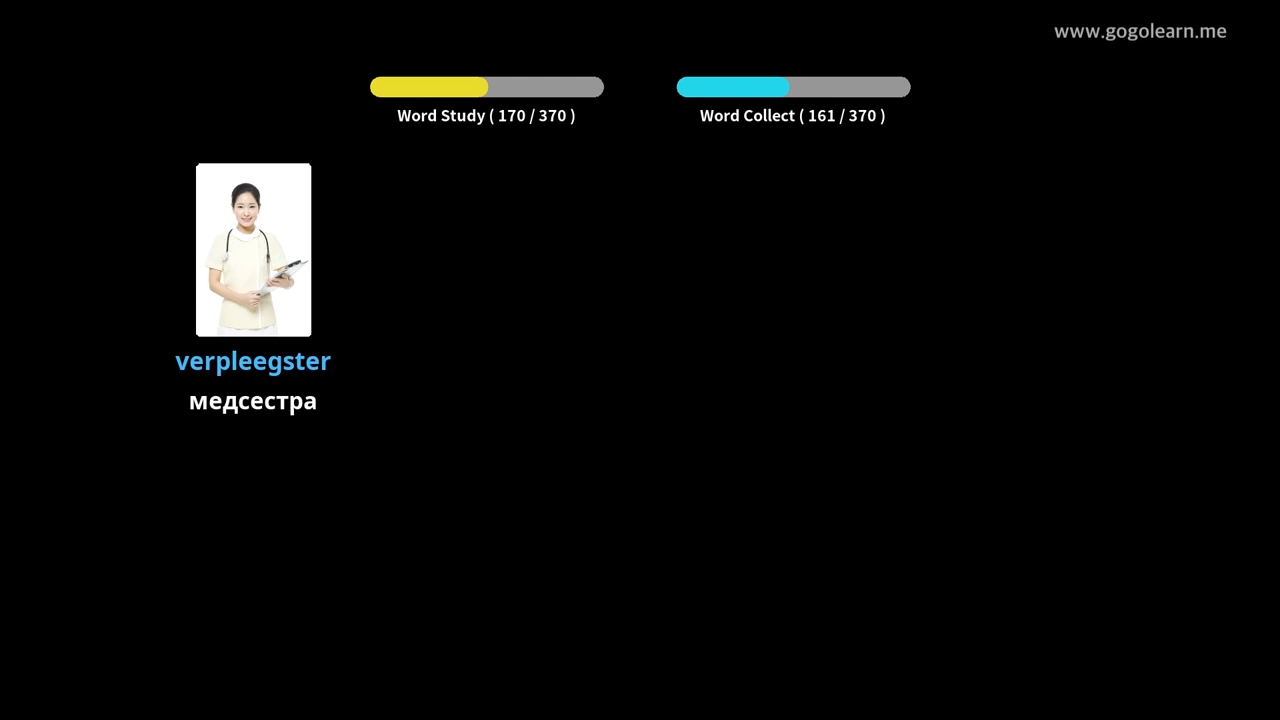 www.gogolearn.me
Word Study ( 170 / 370 )
Word Collect ( 161 / 370 )
verpleegster
медсестра